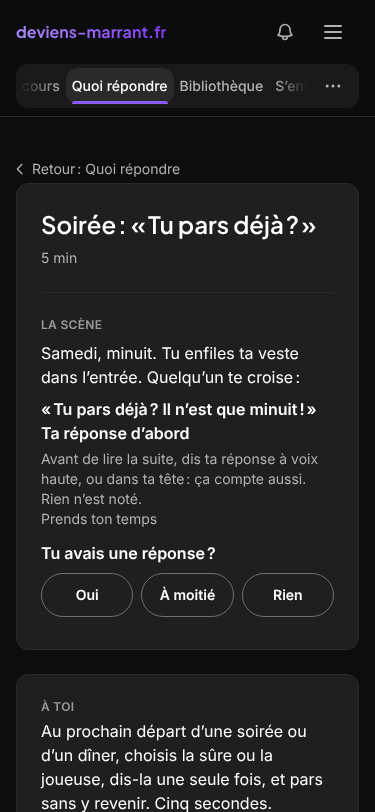 deviens-marrant.fr
cours Quoi répondre Bibliothèque S'en
Retour : Quoi répondre
Soirée : « Tu pars déjà ? »
5 min
LA SCÈNE
Samedi, minuit. Tu enfiles ta veste
dans l'entrée. Quelqu'un te croise :
« Tu pars déjà ? Il n'est que minuit ! »
Ta réponse d'abord
Avant de lire la suite, dis ta réponse à voix
haute, ou dans ta tête : ça compte aussi.
Rien n'est noté.
Prends ton temps
Tu avais une réponse ?
Oui À moitié Rien
À TOI
Au prochain départ d'une soirée ou
d'un dîner, choisis la sûre ou la
joueuse, dis-la une seule fois, et pars
sans y revenir. Cinq secondes.